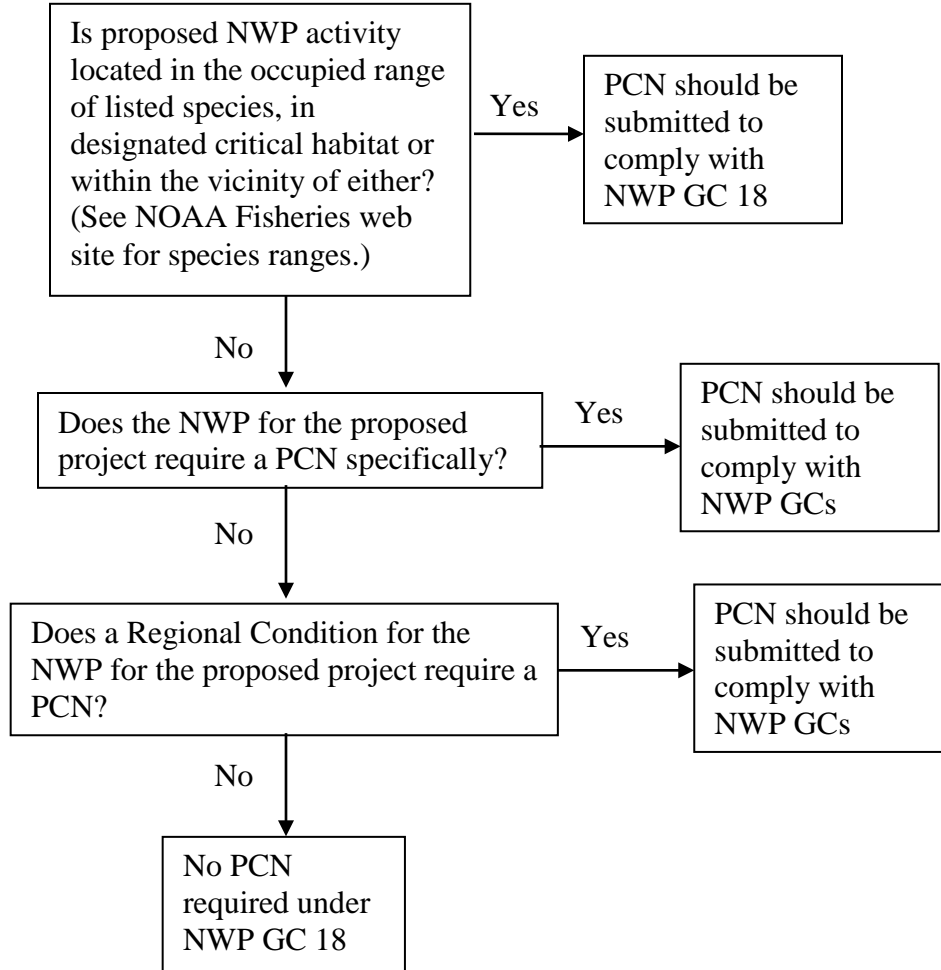 Is proposed NWP activity
located in the occupied range
of listed species, in
designated critical habitat or
within the vicinity of either?
(See NOAA Fisheries web
site for species ranges.)
Yes
PCN should be
submitted to
comply with
NWP GC 18
No
Does the NWP for the proposed
project require a PCN specifically?
Yes
PCN should be
submitted to
comply with
NWP GCs
No
Does a Regional Condition for the
NWP for the proposed project require a
PCN?
Yes
PCN should be
submitted to
comply with
NWP GCs
No
No PCN
required under
NWP GC 18